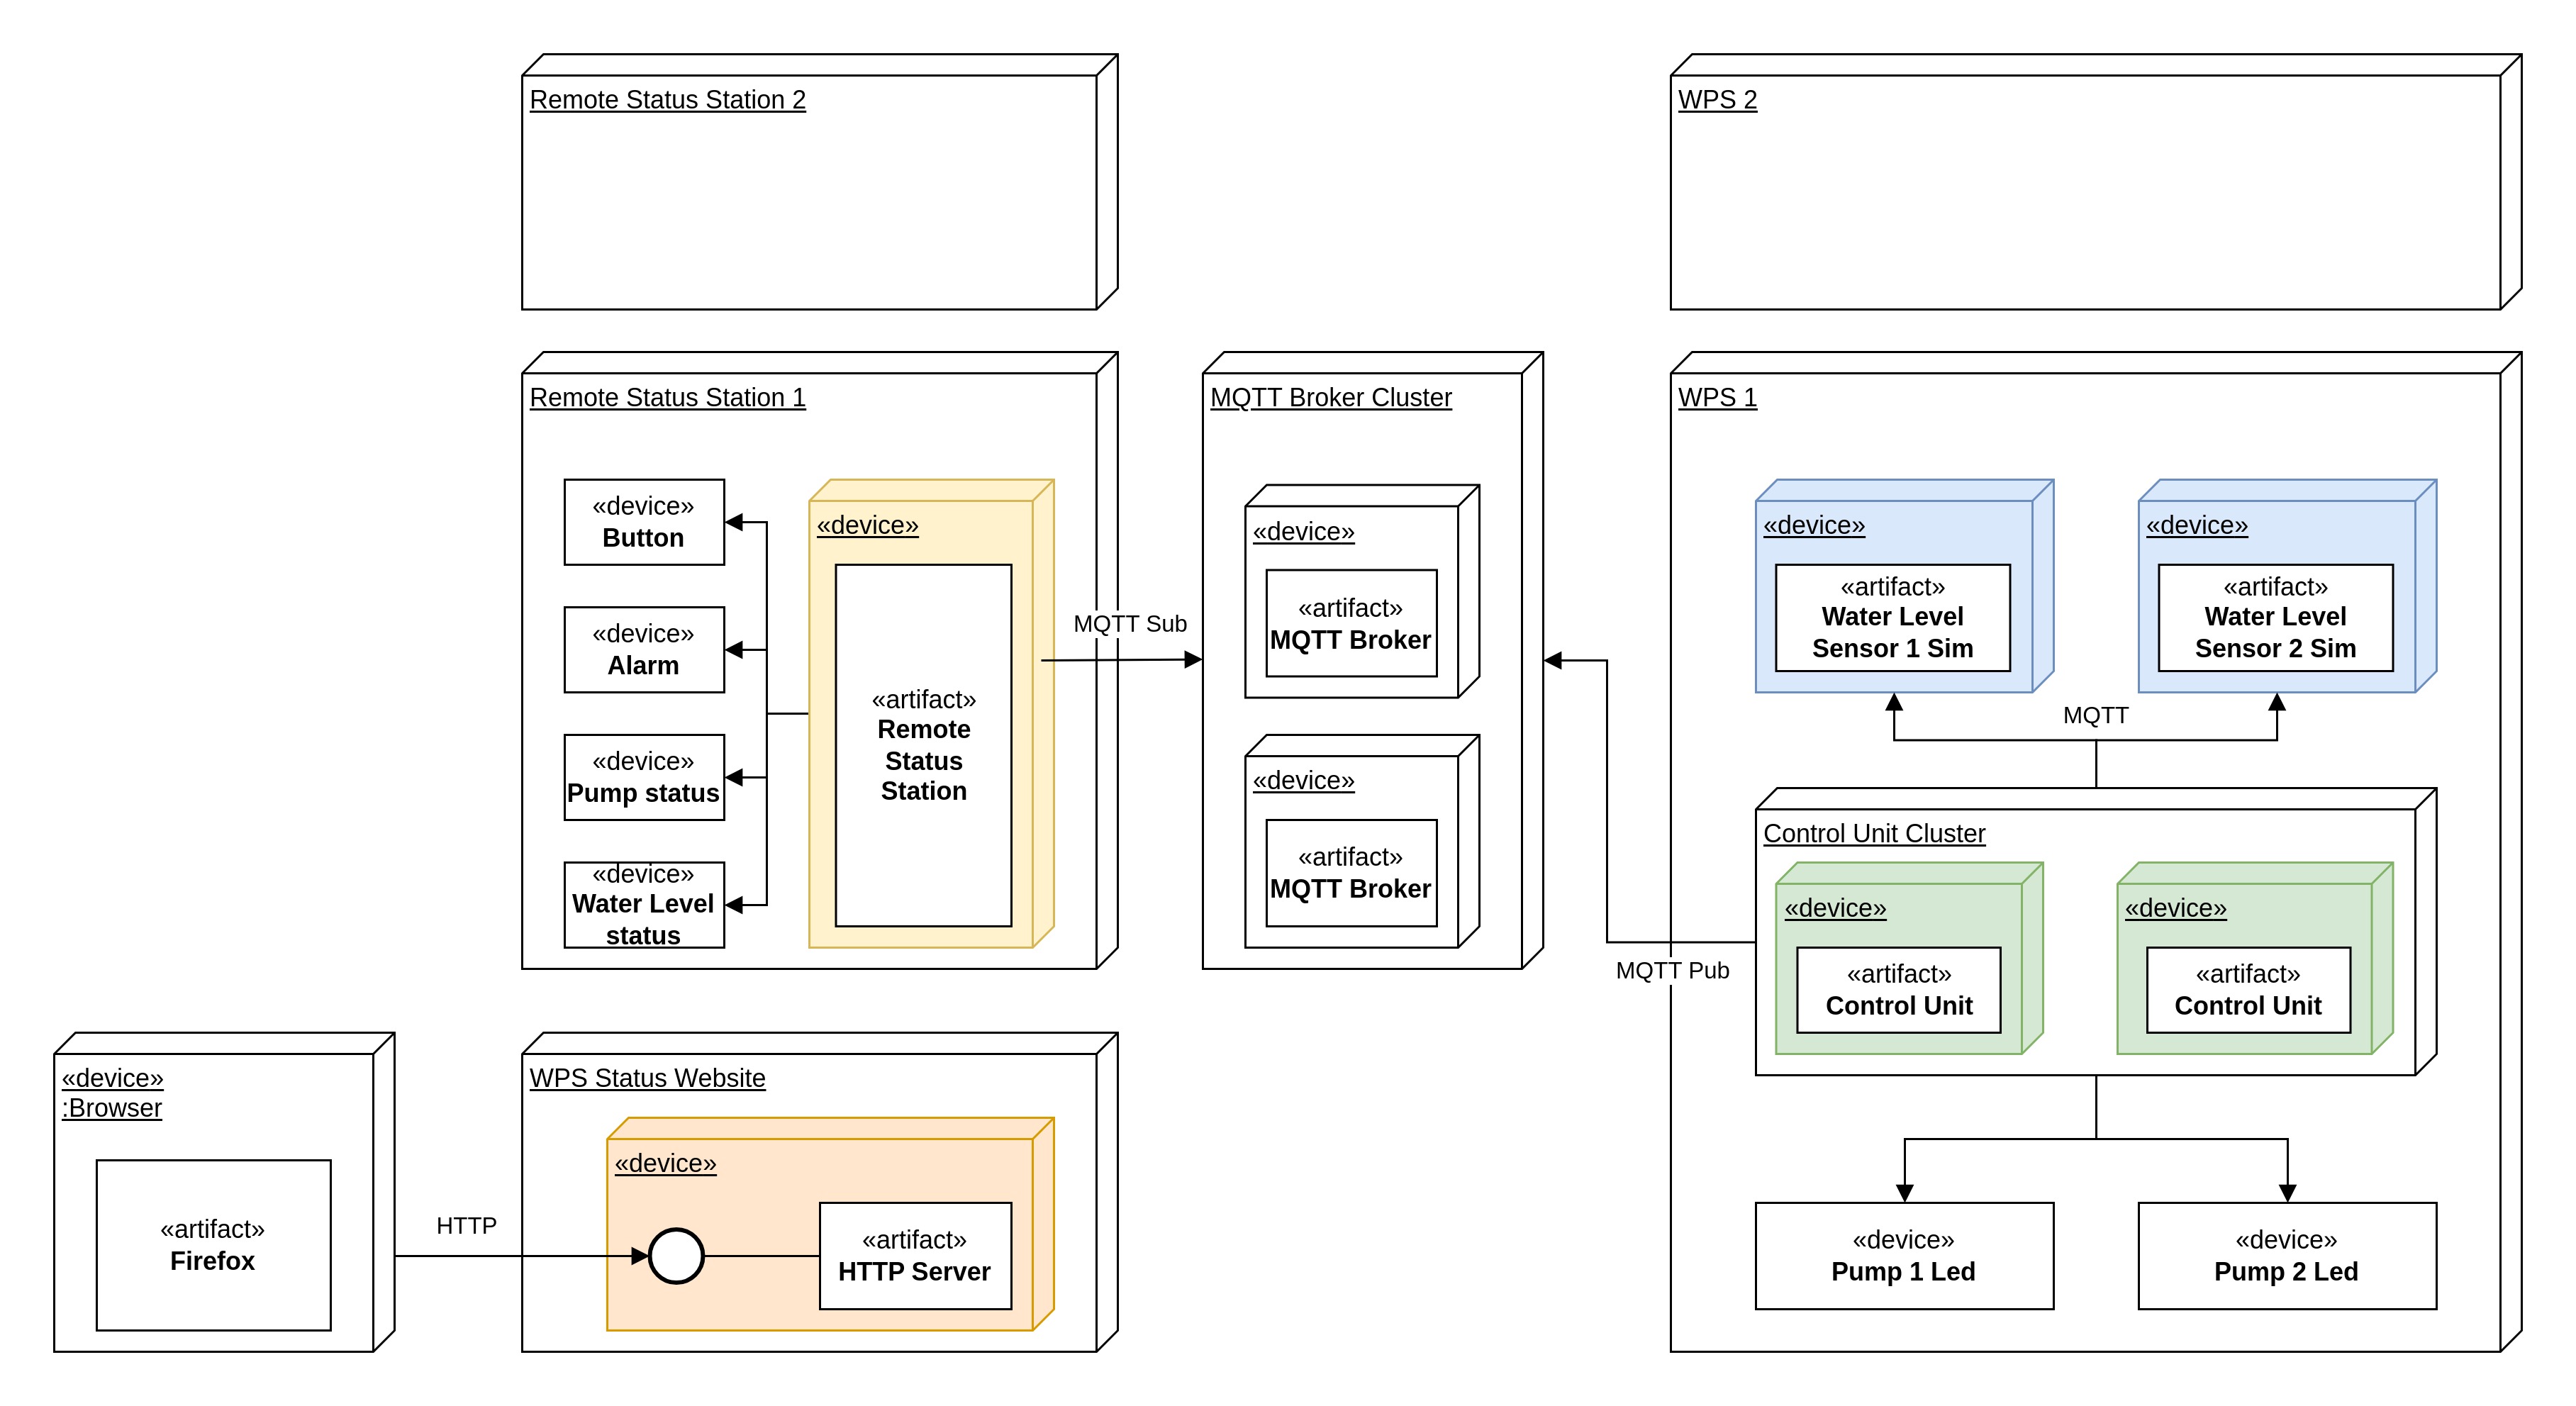 Remote Status Station 2
WPS 2
Remote Status Station 1
«device»
Button
«device»
Alarm
«device»
Pump status
«device»
Water Level
status
«device»
«artifact»
Remote
Status
Station
MQTT Sub
MQTT Broker Cluster
«device»
«artifact»
MQTT Broker
«device»
«artifact»
MQTT Broker
MQTT Pub
WPS 1
«device»
«artifact»
Water Level
Sensor 1 Sim
«device»
«artifact»
Water Level
Sensor 2 Sim
MQTT
Control Unit Cluster
«device»
«artifact»
Control Unit
«device»
«artifact»
Control Unit
«device»
Pump 1 Led
«device»
Pump 2 Led
«device»
:Browser
«artifact»
Firefox
HTTP
WPS Status Website
«device»
«artifact»
HTTP Server